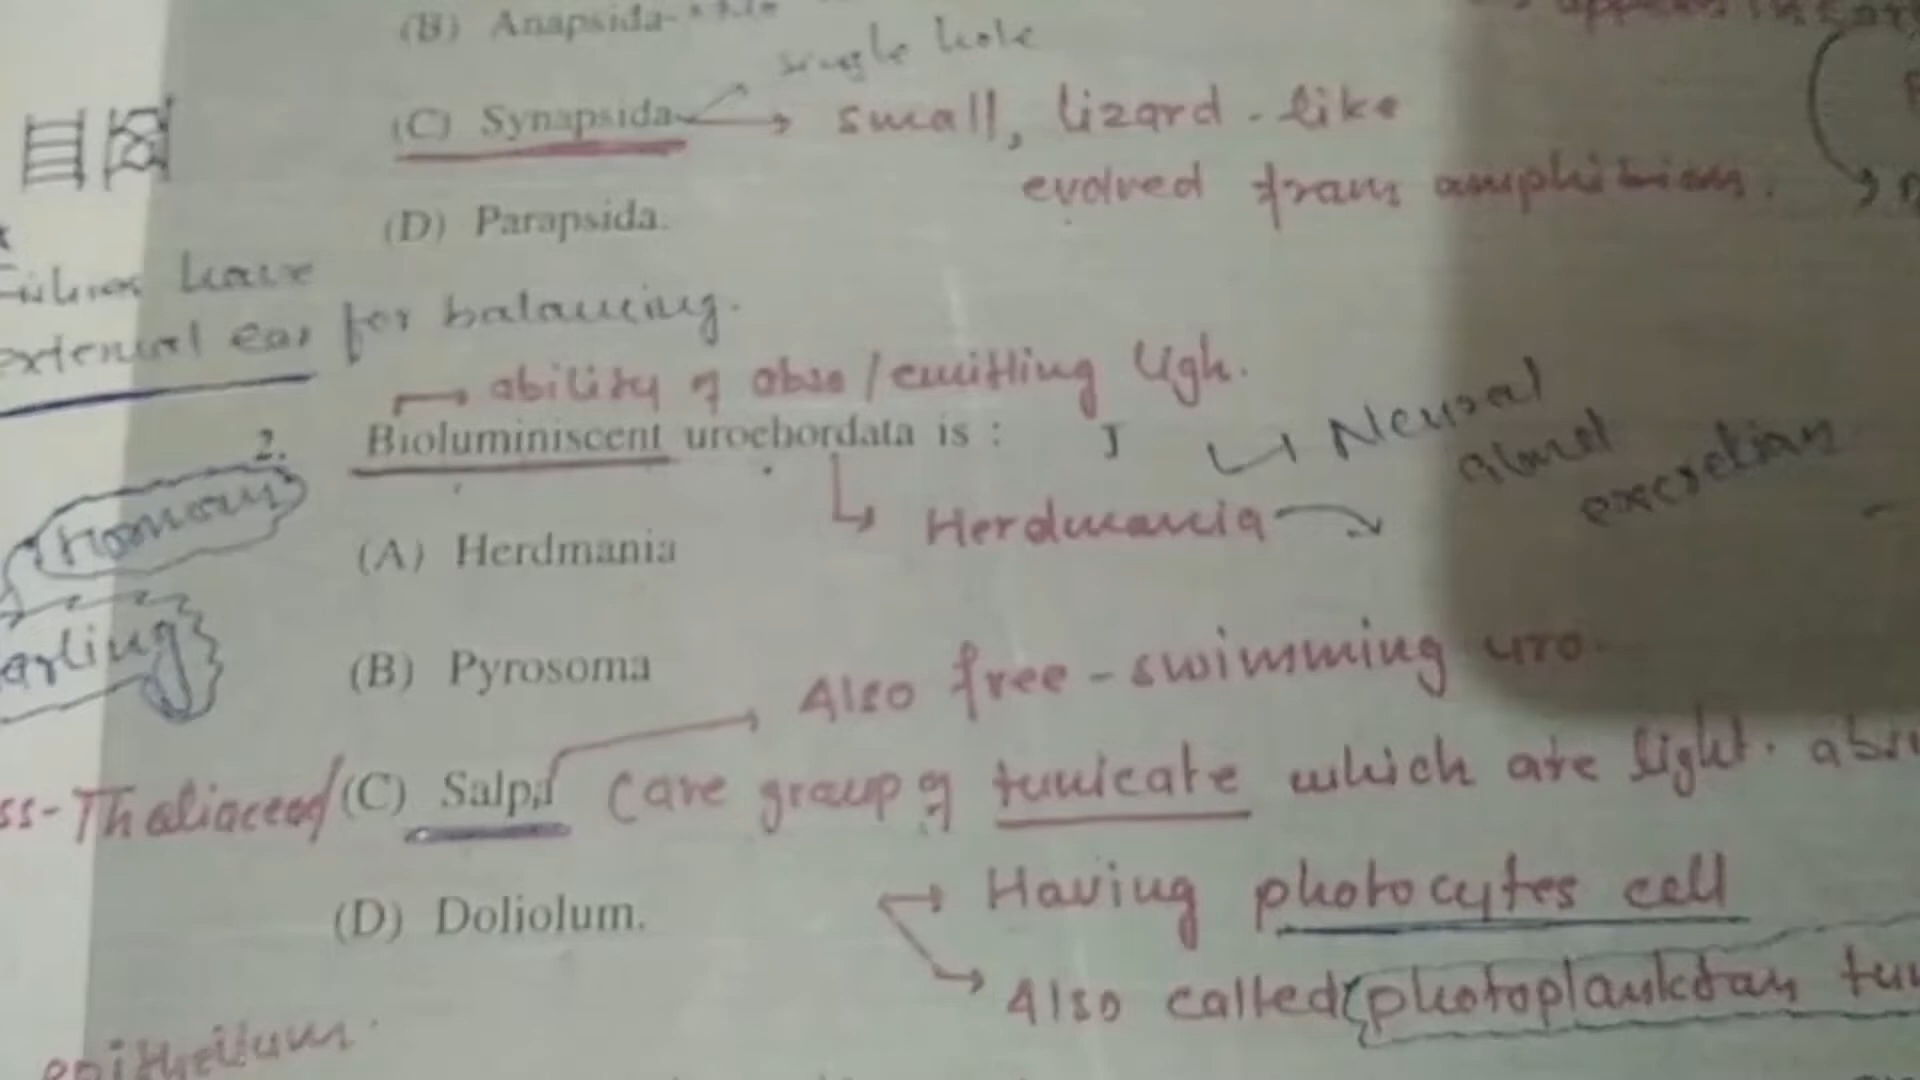 (B) Anapsida-
single hole
(C) Synapsida → small, lizard-like
evolved from amphibians.
(D) Parapsida.
have
external ear for balancing.
→ ability of abso/emitting Ligh.
2. Bioluminiscent urochordata is :
Neural
gland
excretion
Herdmania
(A) Herdmania
(B) Pyrosoma
Also free-swimming uro.
ss-Thaliacea/(C) Salpa (are group of tunicate which are light.
→ Having photocytes cell
(D) Doliolum.
→ Also called photoplanktan
epithelium.